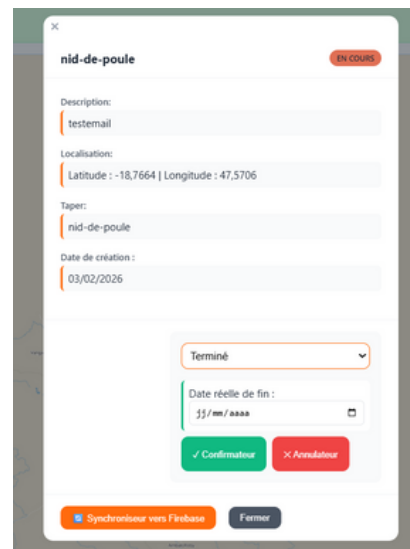 ×
nid-de-poule EN COURS
Description:
testemail
Localisation:
Latitude : -18,7664 | Longitude : 47,5706
Taper:
nid-de-poule
Date de création :
03/02/2026
Terminé
Date réelle de fin :
jj/mm/aaaa
✓ Confirmateur × Annulateur
Synchroniseur vers Firebase Fermer